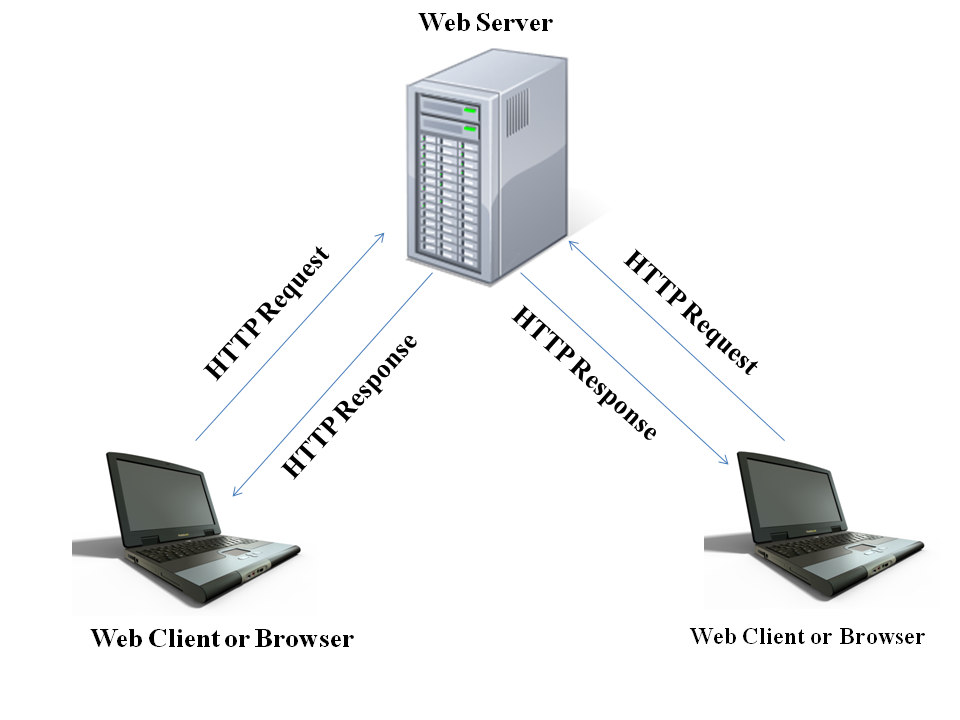 Web Server
HTTP Request
HTTP Response
HTTP Response
HTTP Request
Web Client or Browser
Web Client or Browser